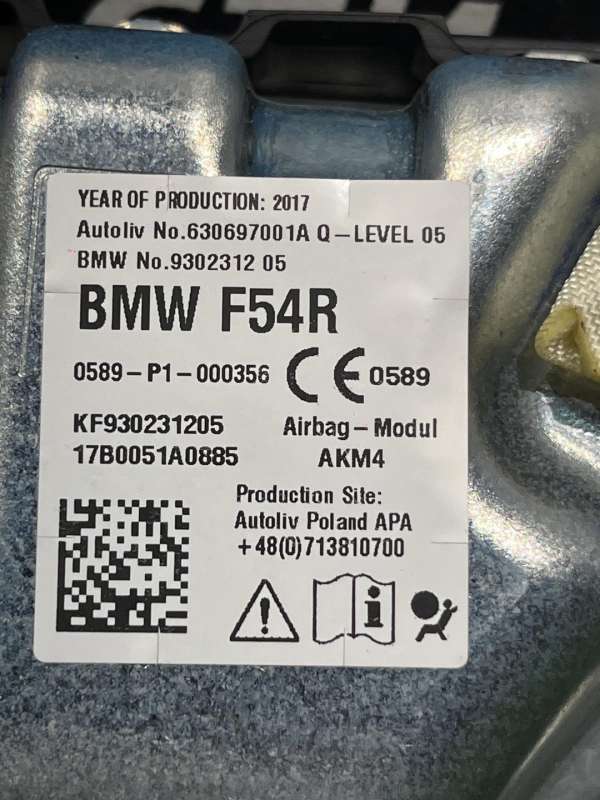 YEAR OF PRODUCTION: 2017
Autoliv No.630697001A Q-LEVEL 05
BMW No.9302312 05
BMW F54R
0589-P1-000356 CE 0589
KF930231205 Airbag-Modul
17B0051A0885 AKM4
Production Site:
Autoliv Poland APA
+48(0)713810700